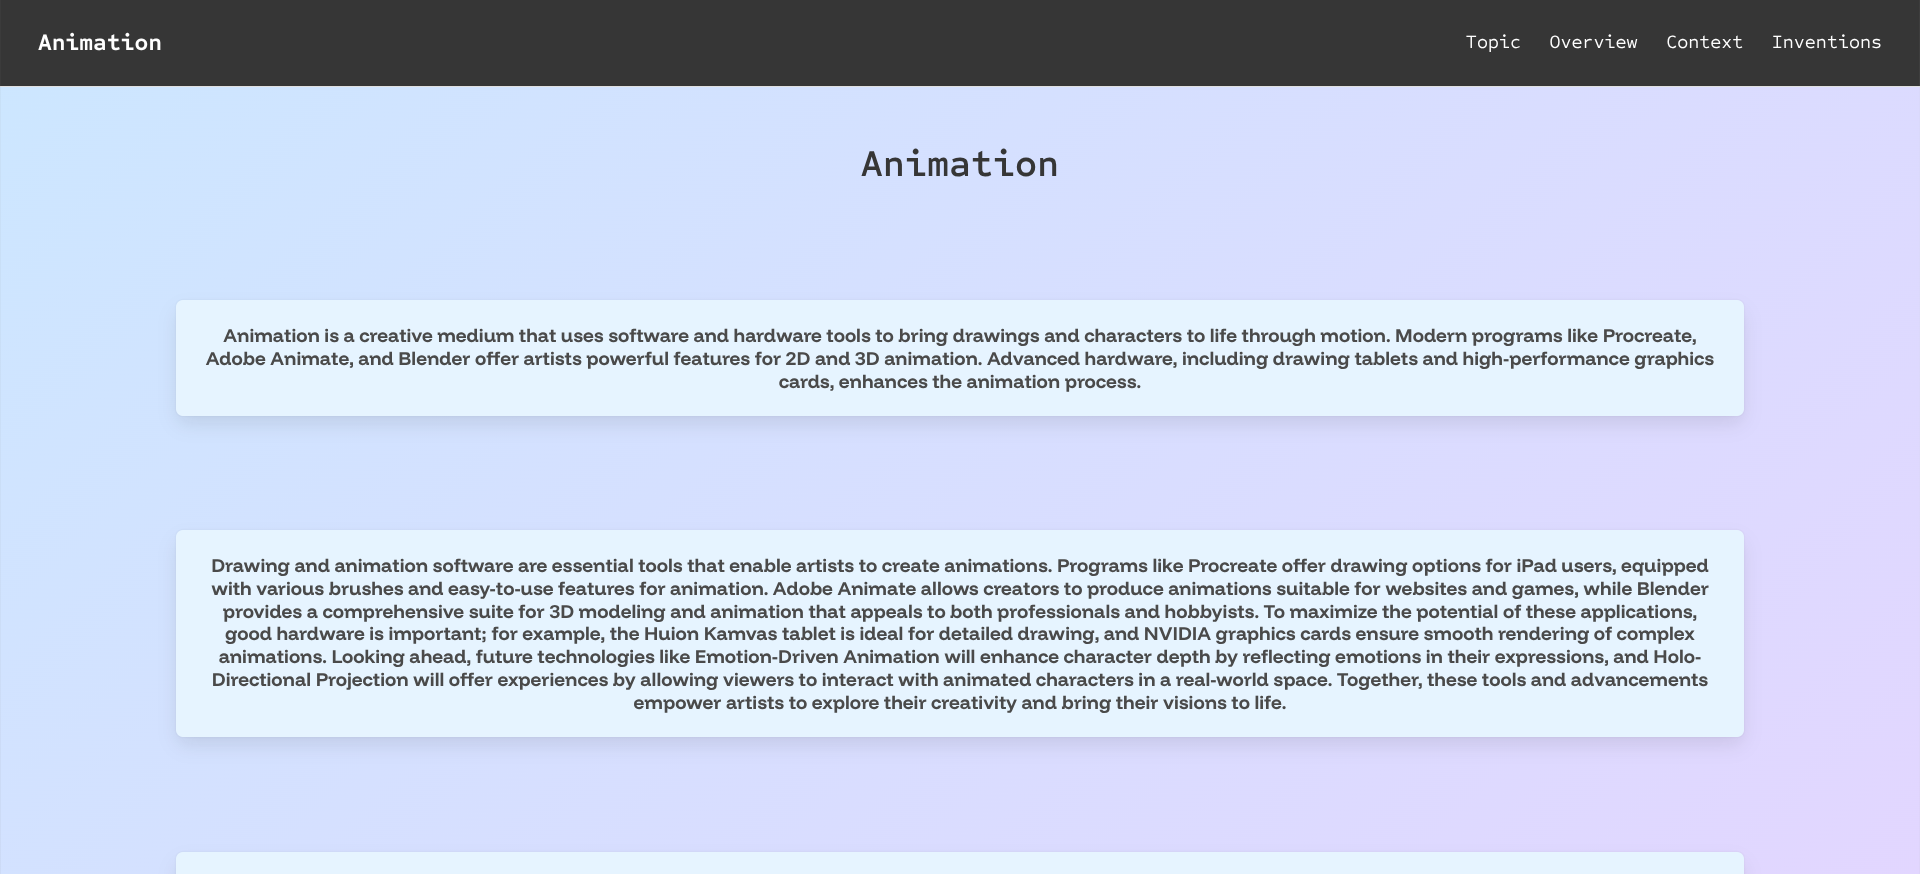 Animation
Topic Overview Context Inventions
Animation
Animation is a creative medium that uses software and hardware tools to bring drawings and characters to life through motion. Modern programs like Procreate,
Adobe Animate, and Blender offer artists powerful features for 2D and 3D animation. Advanced hardware, including drawing tablets and high-performance graphics
cards, enhances the animation process.
Drawing and animation software are essential tools that enable artists to create animations. Programs like Procreate offer drawing options for iPad users, equipped
with various brushes and easy-to-use features for animation. Adobe Animate allows creators to produce animations suitable for websites and games, while Blender
provides a comprehensive suite for 3D modeling and animation that appeals to both professionals and hobbyists. To maximize the potential of these applications,
good hardware is important; for example, the Huion Kamvas tablet is ideal for detailed drawing, and NVIDIA graphics cards ensure smooth rendering of complex
animations. Looking ahead, future technologies like Emotion-Driven Animation will enhance character depth by reflecting emotions in their expressions, and Holo-
Directional Projection will offer experiences by allowing viewers to interact with animated characters in a real-world space. Together, these tools and advancements
empower artists to explore their creativity and bring their visions to life.